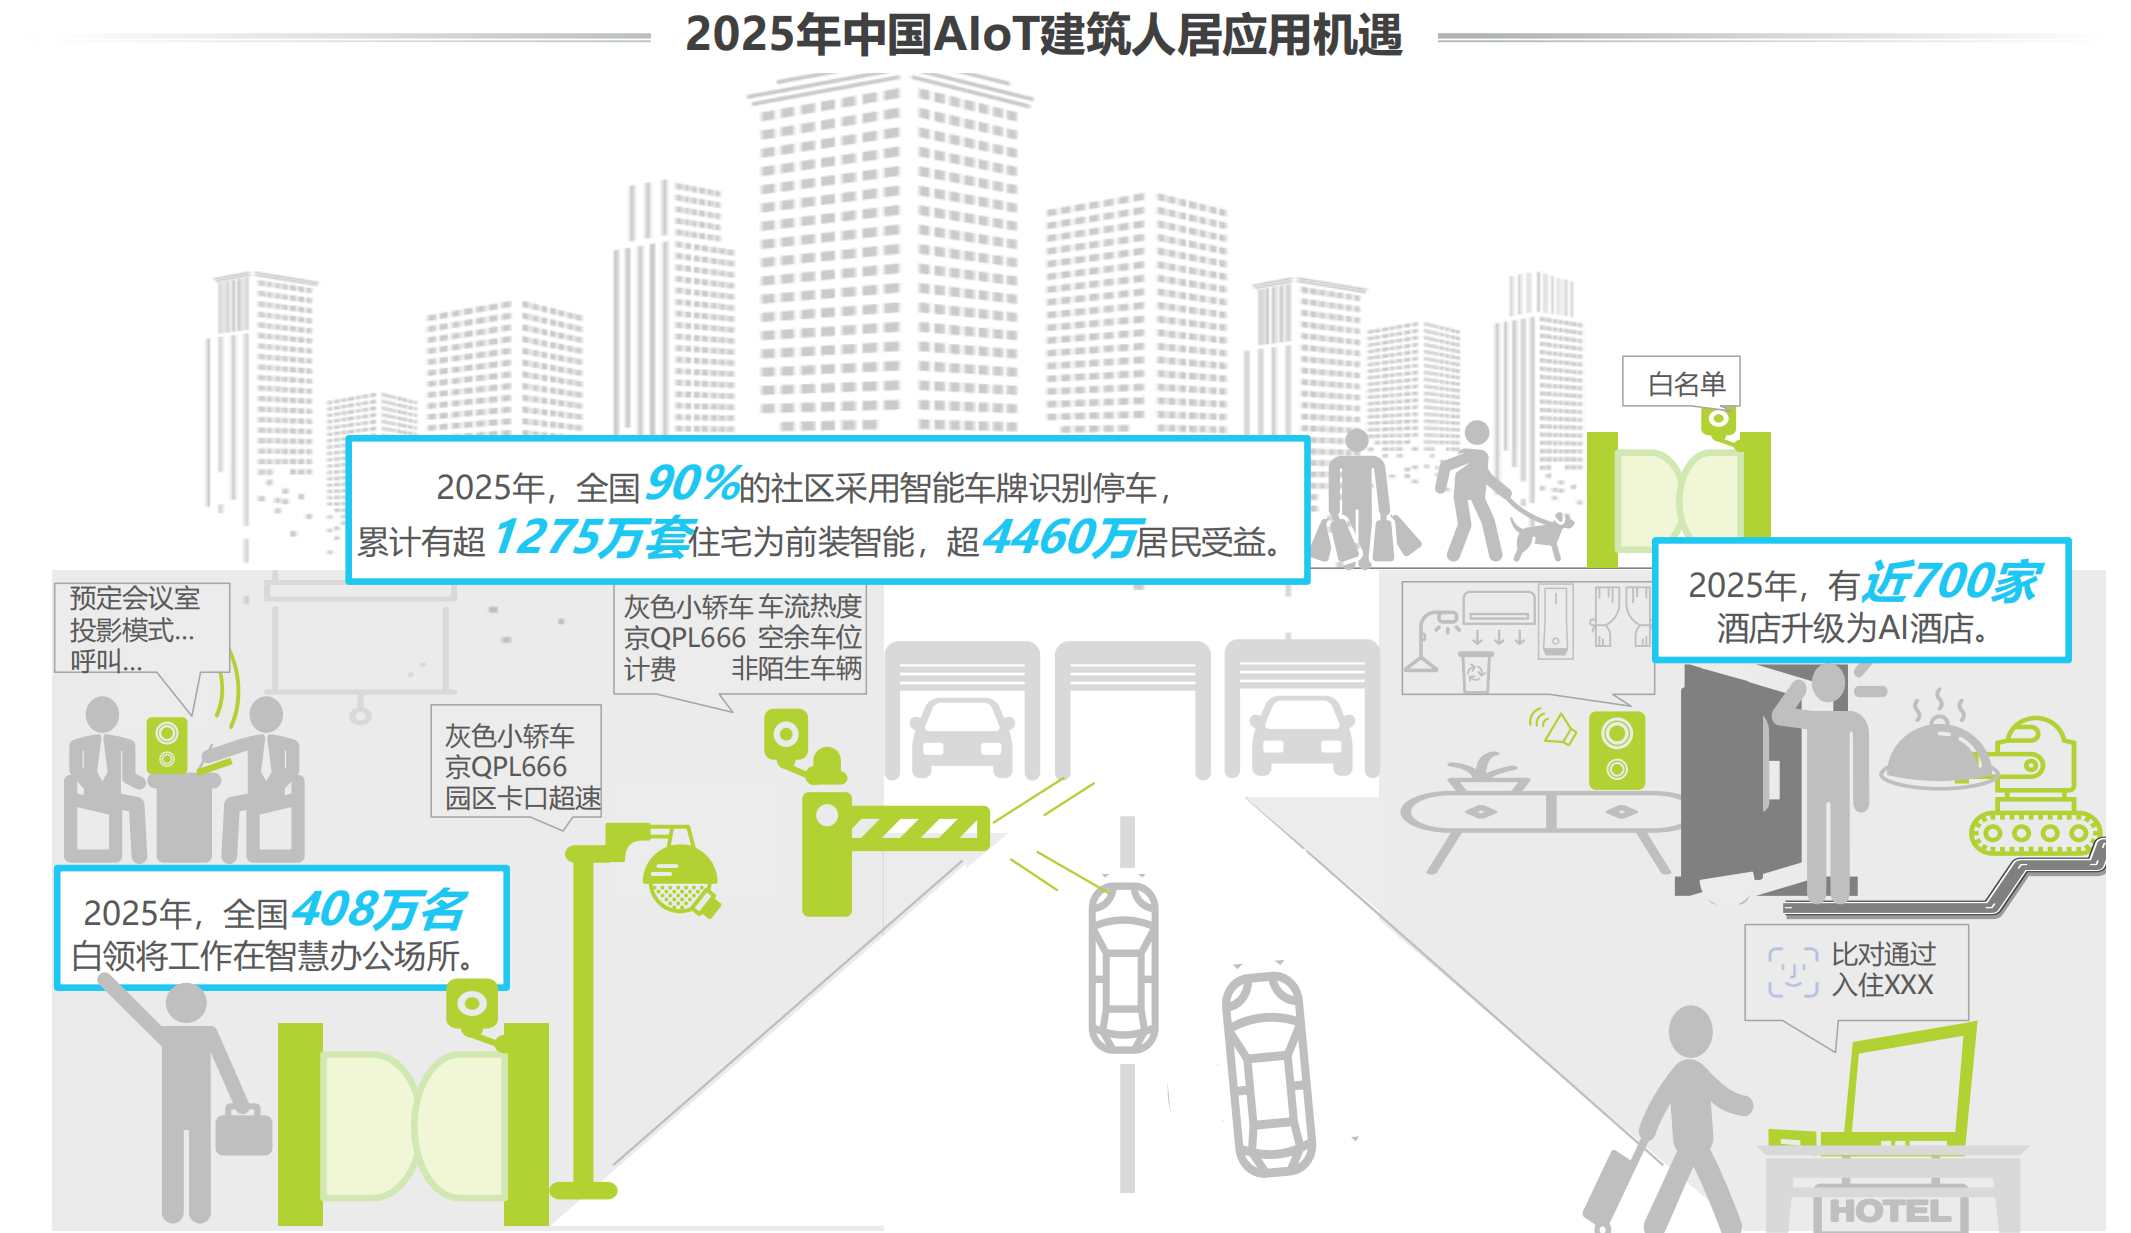 2025年中国AIoT建筑人居应用机遇
白名单
2025年，全国90%的社区采用智能车牌识别停车，
累计有超1275万套住宅为前装智能，超4460万居民受益。
2025年，有近700家
酒店升级为AI酒店。
预定会议室
投影模式...
呼叫...
灰色小轿车 车流热度
京QPL666 空余车位
计费 非陌生车辆
灰色小轿车
京QPL666
园区卡口超速
2025年，全国408万名
白领将工作在智慧办公场所。
比对通过
入住XXX
HOTEL